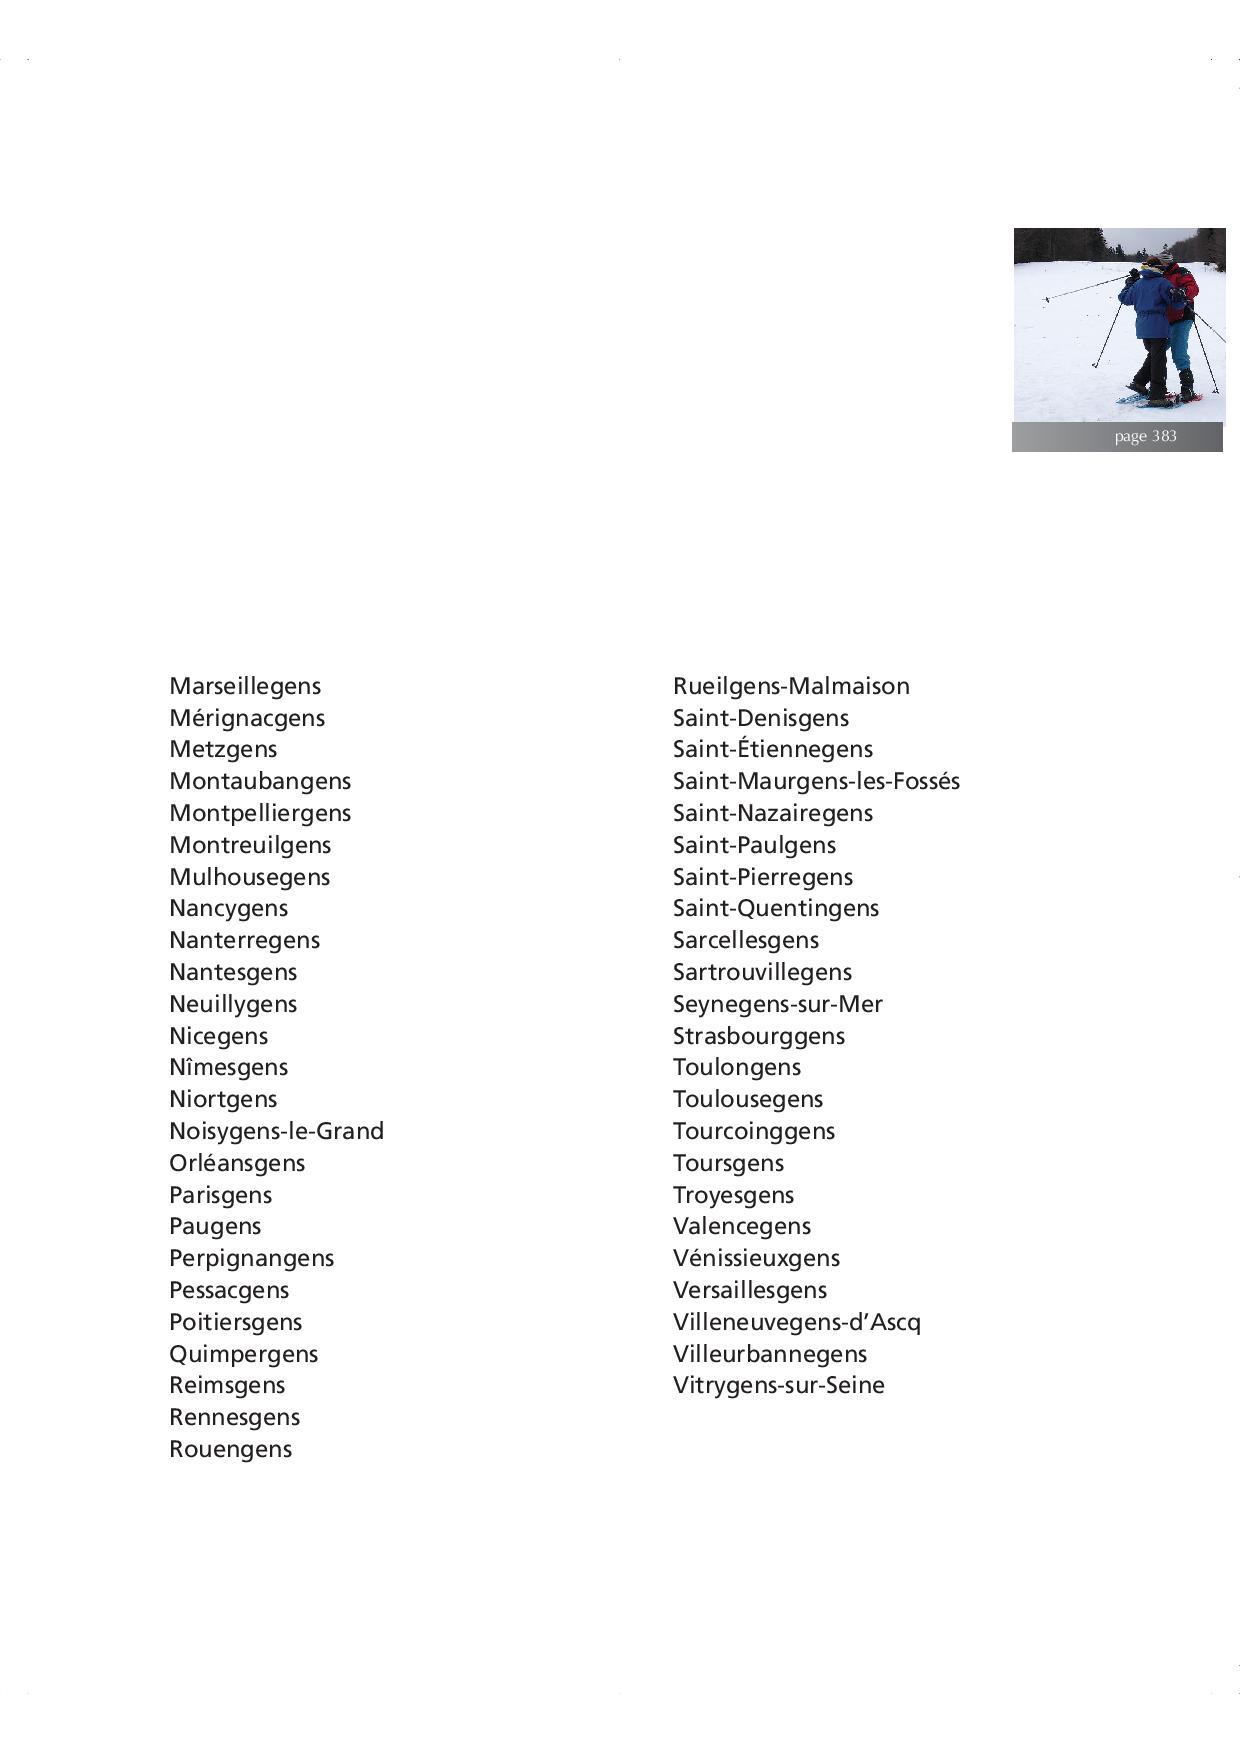 page 383
Marseillegens
Mérignacgens
Metzgens
Montaubangens
Montpelliergens
Montreuilgens
Mulhousegens
Nancygens
Nanterregens
Nantesgens
Neuillygens
Nicegens
Nîmesgens
Niortgens
Noisygens-le-Grand
Orléansgens
Parisgens
Paugens
Perpignangens
Pessacgens
Poitiersgens
Quimpergens
Reimsgens
Rennesgens
Rouengens
Rueilgens-Malmaison
Saint-Denisgens
Saint-Étiennegens
Saint-Maurgens-les-Fossés
Saint-Nazairegens
Saint-Paulgens
Saint-Pierregens
Saint-Quentingens
Sarcellesgens
Sartrouvillegens
Seynegens-sur-Mer
Strasbourggens
Toulongens
Toulousegens
Tourcoinggens
Toursgens
Troyesgens
Valencegens
Vénissieuxgens
Versaillesgens
Villeneuvegens-d’Ascq
Villeurbannegens
Vitrygens-sur-Seine